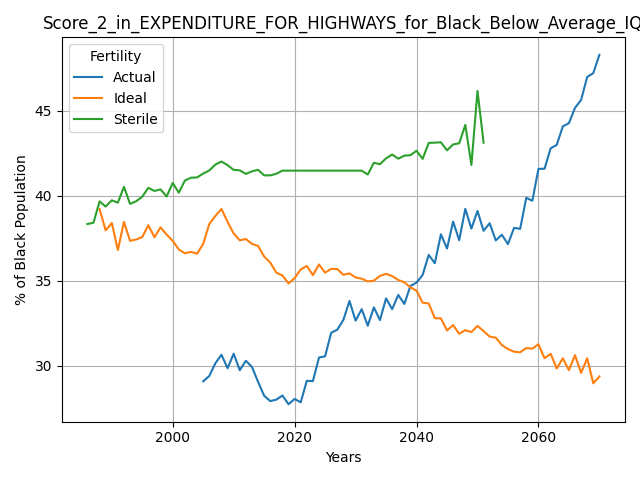 Score_2_in_EXPENDITURE_FOR_HIGHWAYS_for_Black_Below_Average_IQ
Fertility
Actual
Ideal
Sterile
45
40
35
30
% of Black Population
2000
2020
2040
2060
Years